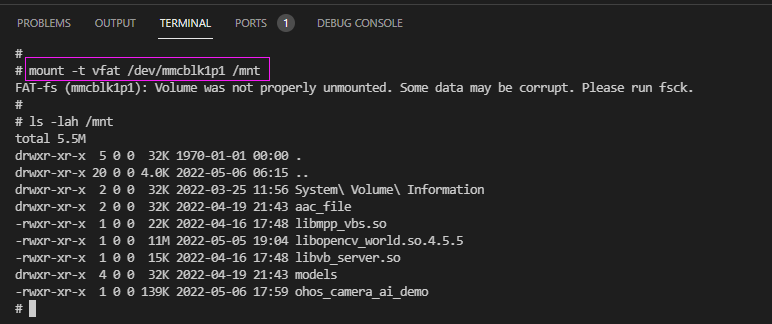 PROBLEMS OUTPUT TERMINAL PORTS 1 DEBUG CONSOLE
#
# mount -t vfat /dev/mmcblk1p1 /mnt
FAT-fs (mmcblk1p1): Volume was not properly unmounted. Some data may be corrupt. Please run fsck.
#
# ls -lah /mnt
total 5.5M
drwxr-xr-x 5 0 0 32K 1970-01-01 00:00 .
drwxr-xr-x 20 0 0 4.0K 2022-05-06 06:15 ..
drwxr-xr-x 2 0 0 32K 2022-03-25 11:56 System\ Volume\ Information
drwxr-xr-x 2 0 0 32K 2022-04-19 21:43 aac_file
-rwxr-xr-x 1 0 0 22K 2022-04-16 17:48 libmpp_vbs.so
-rwxr-xr-x 1 0 0 11M 2022-05-05 19:04 libopencv_world.so.4.5.5
-rwxr-xr-x 1 0 0 15K 2022-04-16 17:48 libvb_server.so
drwxr-xr-x 4 0 0 32K 2022-04-19 21:43 models
-rwxr-xr-x 1 0 0 139K 2022-05-06 17:59 ohos_camera_ai_demo
#